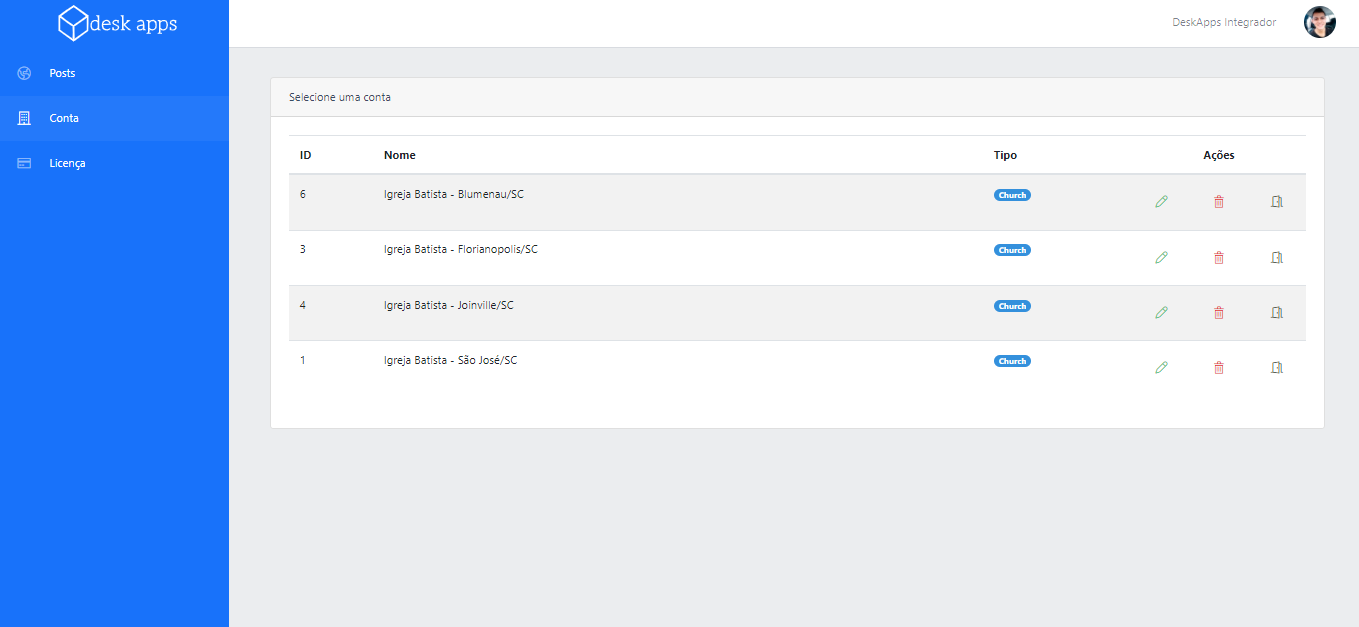 desk apps
DeskApps Integrador
Posts
Conta
Licença
Selecione uma conta
ID Nome Tipo Ações
6 Igreja Batista - Blumenau/SC Church
3 Igreja Batista - Florianopolis/SC Church
4 Igreja Batista - Joinville/SC Church
1 Igreja Batista - São José/SC Church